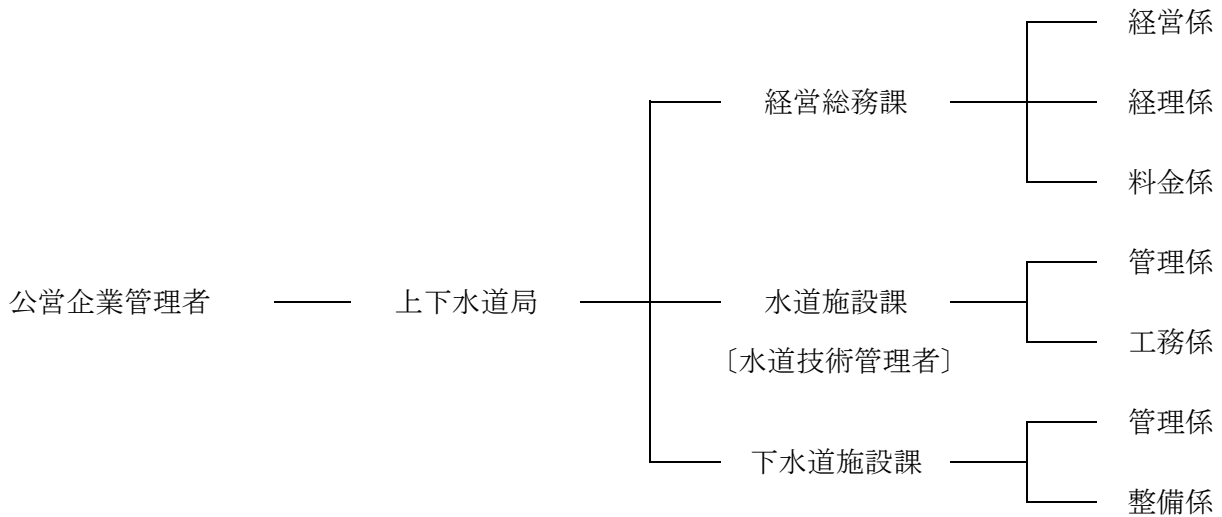 経営係
経営総務課
経理係
料金係
公営企業管理者
上下水道局
水道施設課
〔水道技術管理者〕
管理係
工務係
下水道施設課
管理係
整備係